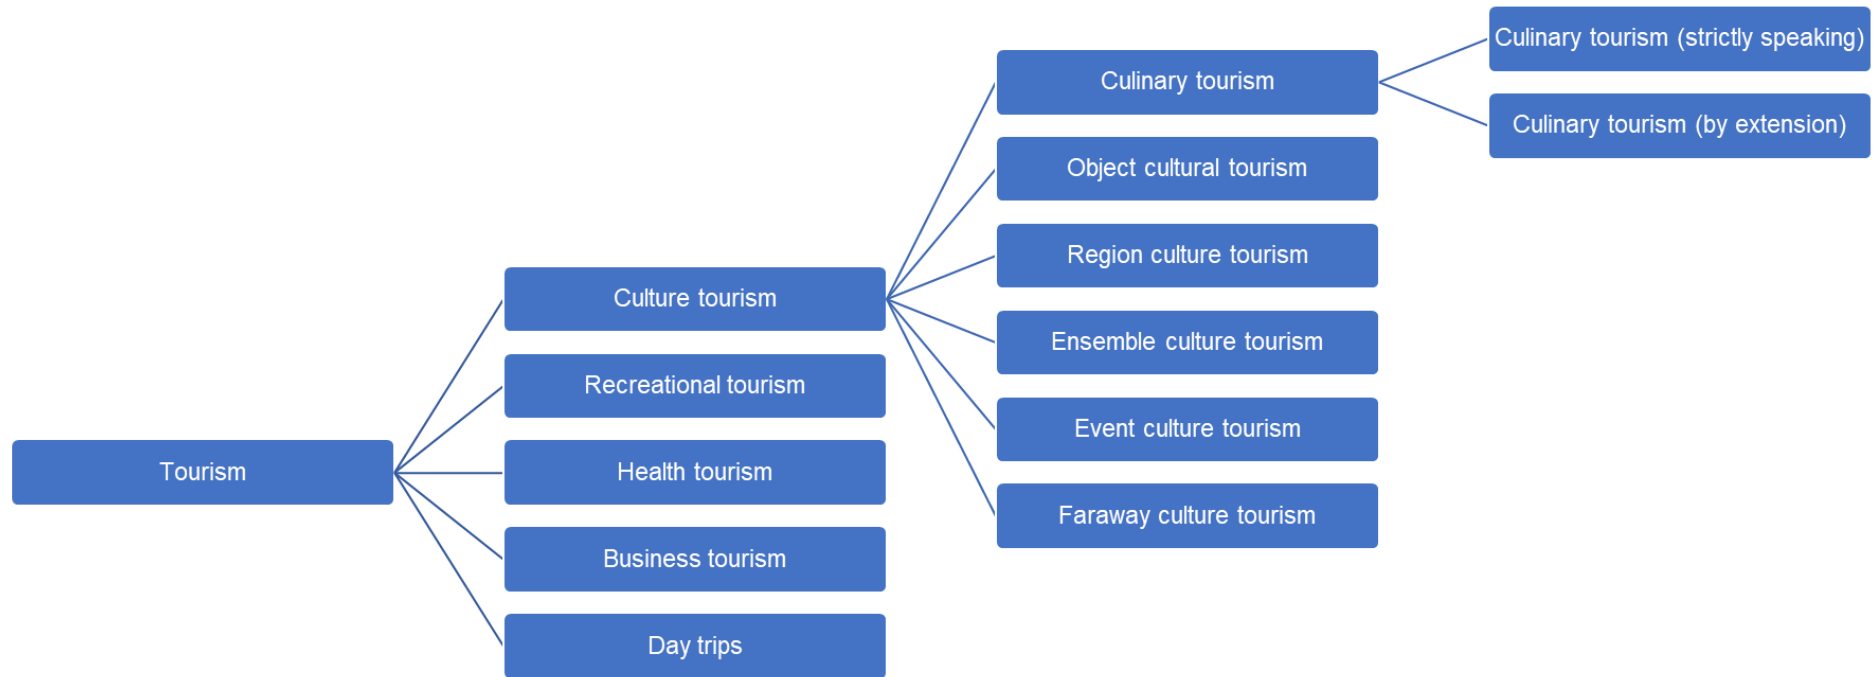 Tourism
Culture tourism
Recreational tourism
Health tourism
Business tourism
Day trips
Culinary tourism
Object cultural tourism
Region culture tourism
Ensemble culture tourism
Event culture tourism
Faraway culture tourism
Culinary tourism (strictly speaking)
Culinary tourism (by extension)